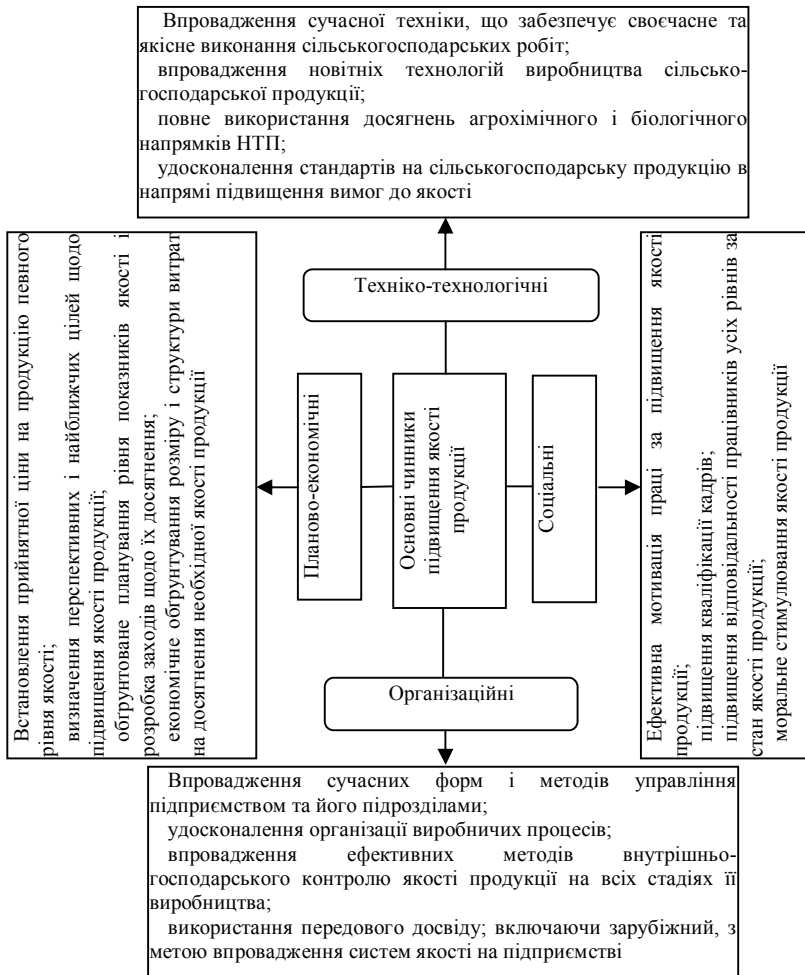 Впровадження сучасної техніки, що забезпечує своєчасне та
якісне виконання сільськогосподарських робіт;
впровадження новітніх технологій виробництва сільсько-
господарської продукції;
повне використання досягнень агрохімічного і біологічного
напрямків НТП;
удосконалення стандартів на сільськогосподарську продукцію в
напрямі підвищення вимог до якості
Техніко-технологічні
Встановлення прийнятної ціни на продукцію певного
рівня якості;
визначення перспективних і найближчих цілей щодо
підвищення якості продукції;
обґрунтоване планування рівня показників якості і
розробка заходів щодо їх досягнення;
економічне обґрунтування розміру і структури витрат
на досягнення необхідної якості продукції
Планово-економічні
Основні чинники
підвищення якості
продукції
Соціальні
Ефективна мотивація праці за підвищення якості
продукції;
підвищення кваліфікації кадрів;
підвищення відповідальності працівників усіх рівнів за
стан якості продукції;
моральне стимулювання якості продукції
Організаційні
Впровадження сучасних форм і методів управління
підприємством та його підрозділами;
удосконалення організації виробничих процесів;
впровадження ефективних методів внутрішньо-
господарського контролю якості продукції на всіх стадіях її
виробництва;
використання передового досвіду; включаючи зарубіжний, з
метою впровадження систем якості на підприємстві